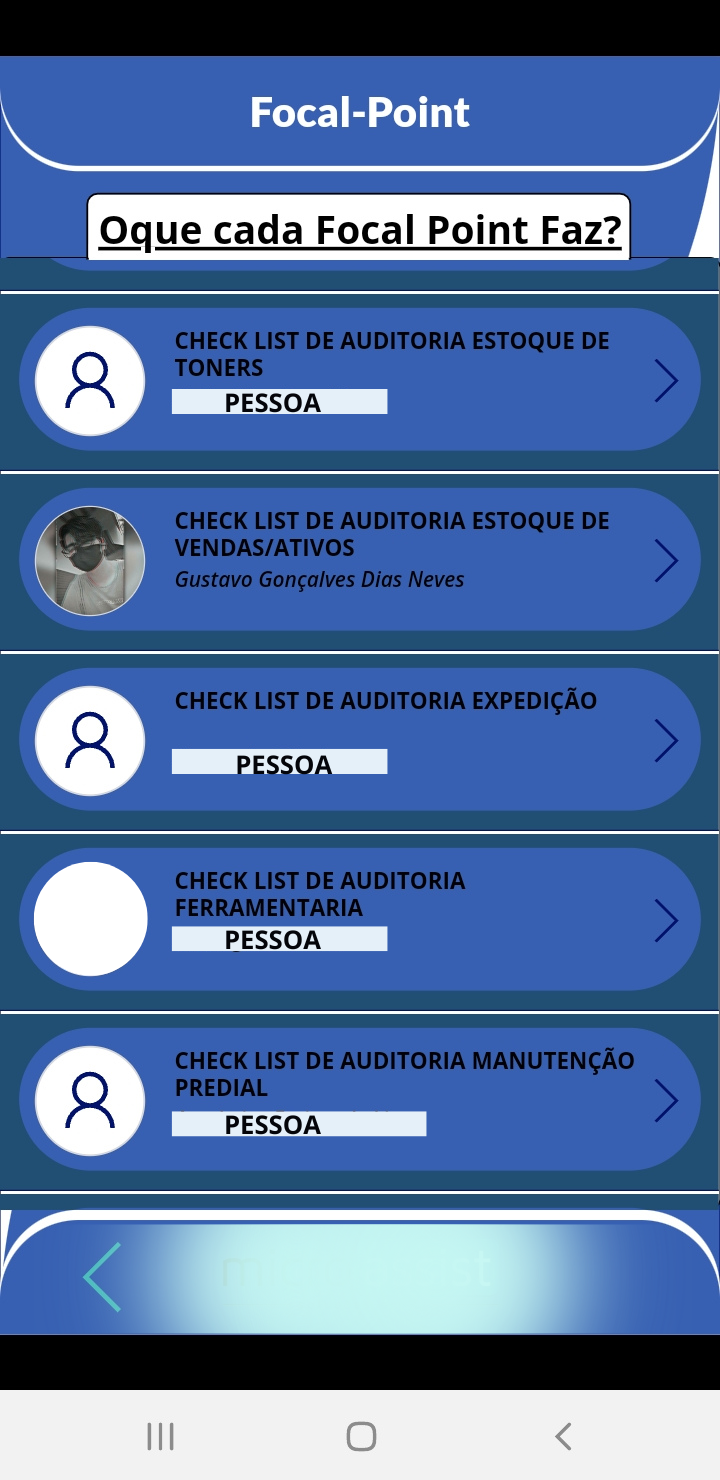 Focal-Point
Oque cada Focal Point Faz?
CHECK LIST DE AUDITORIA ESTOQUE DE
TONERS
PESSOA
CHECK LIST DE AUDITORIA ESTOQUE DE
VENDAS/ATIVOS
Gustavo Gonçalves Dias Neves
CHECK LIST DE AUDITORIA EXPEDIÇÃO
PESSOA
CHECK LIST DE AUDITORIA
FERRAMENTARIA
PESSOA
CHECK LIST DE AUDITORIA MANUTENÇÃO
PREDIAL
PESSOA